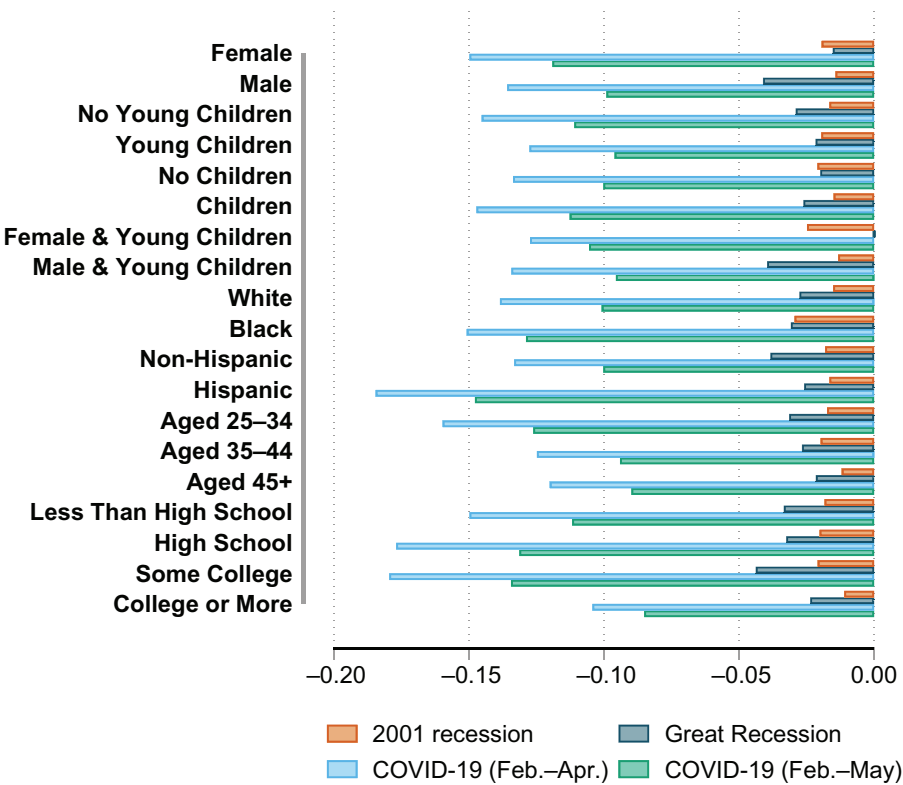 Female
Male
No Young Children
Young Children
No Children
Children
Female & Young Children
Male & Young Children
White
Black
Non-Hispanic
Hispanic
Aged 25–34
Aged 35–44
Aged 45+
Less Than High School
High School
Some College
College or More
–0.20 –0.15 –0.10 –0.05 0.00
2001 recession Great Recession
COVID-19 (Feb.–Apr.) COVID-19 (Feb.–May)